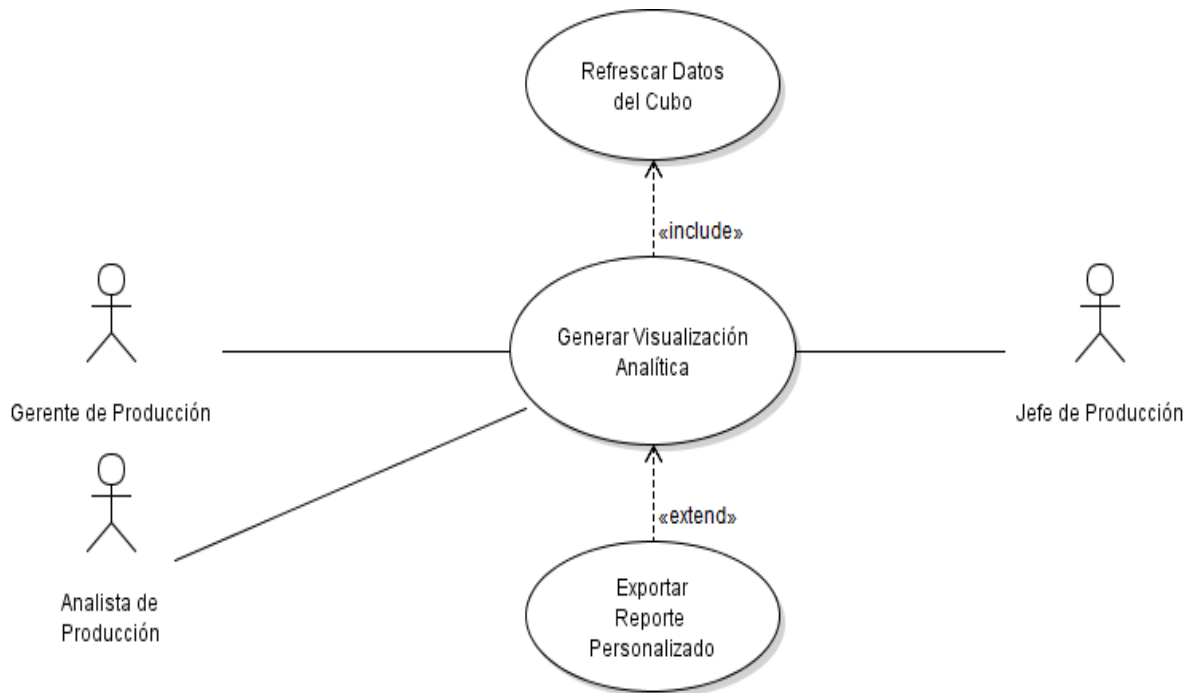 Refrescar Datos
del Cubo
«include»
Generar Visualización
Analítica
Gerente de Producción
Jefe de Producción
«extend»
Analista de
Producción
Exportar
Reporte
Personalizado